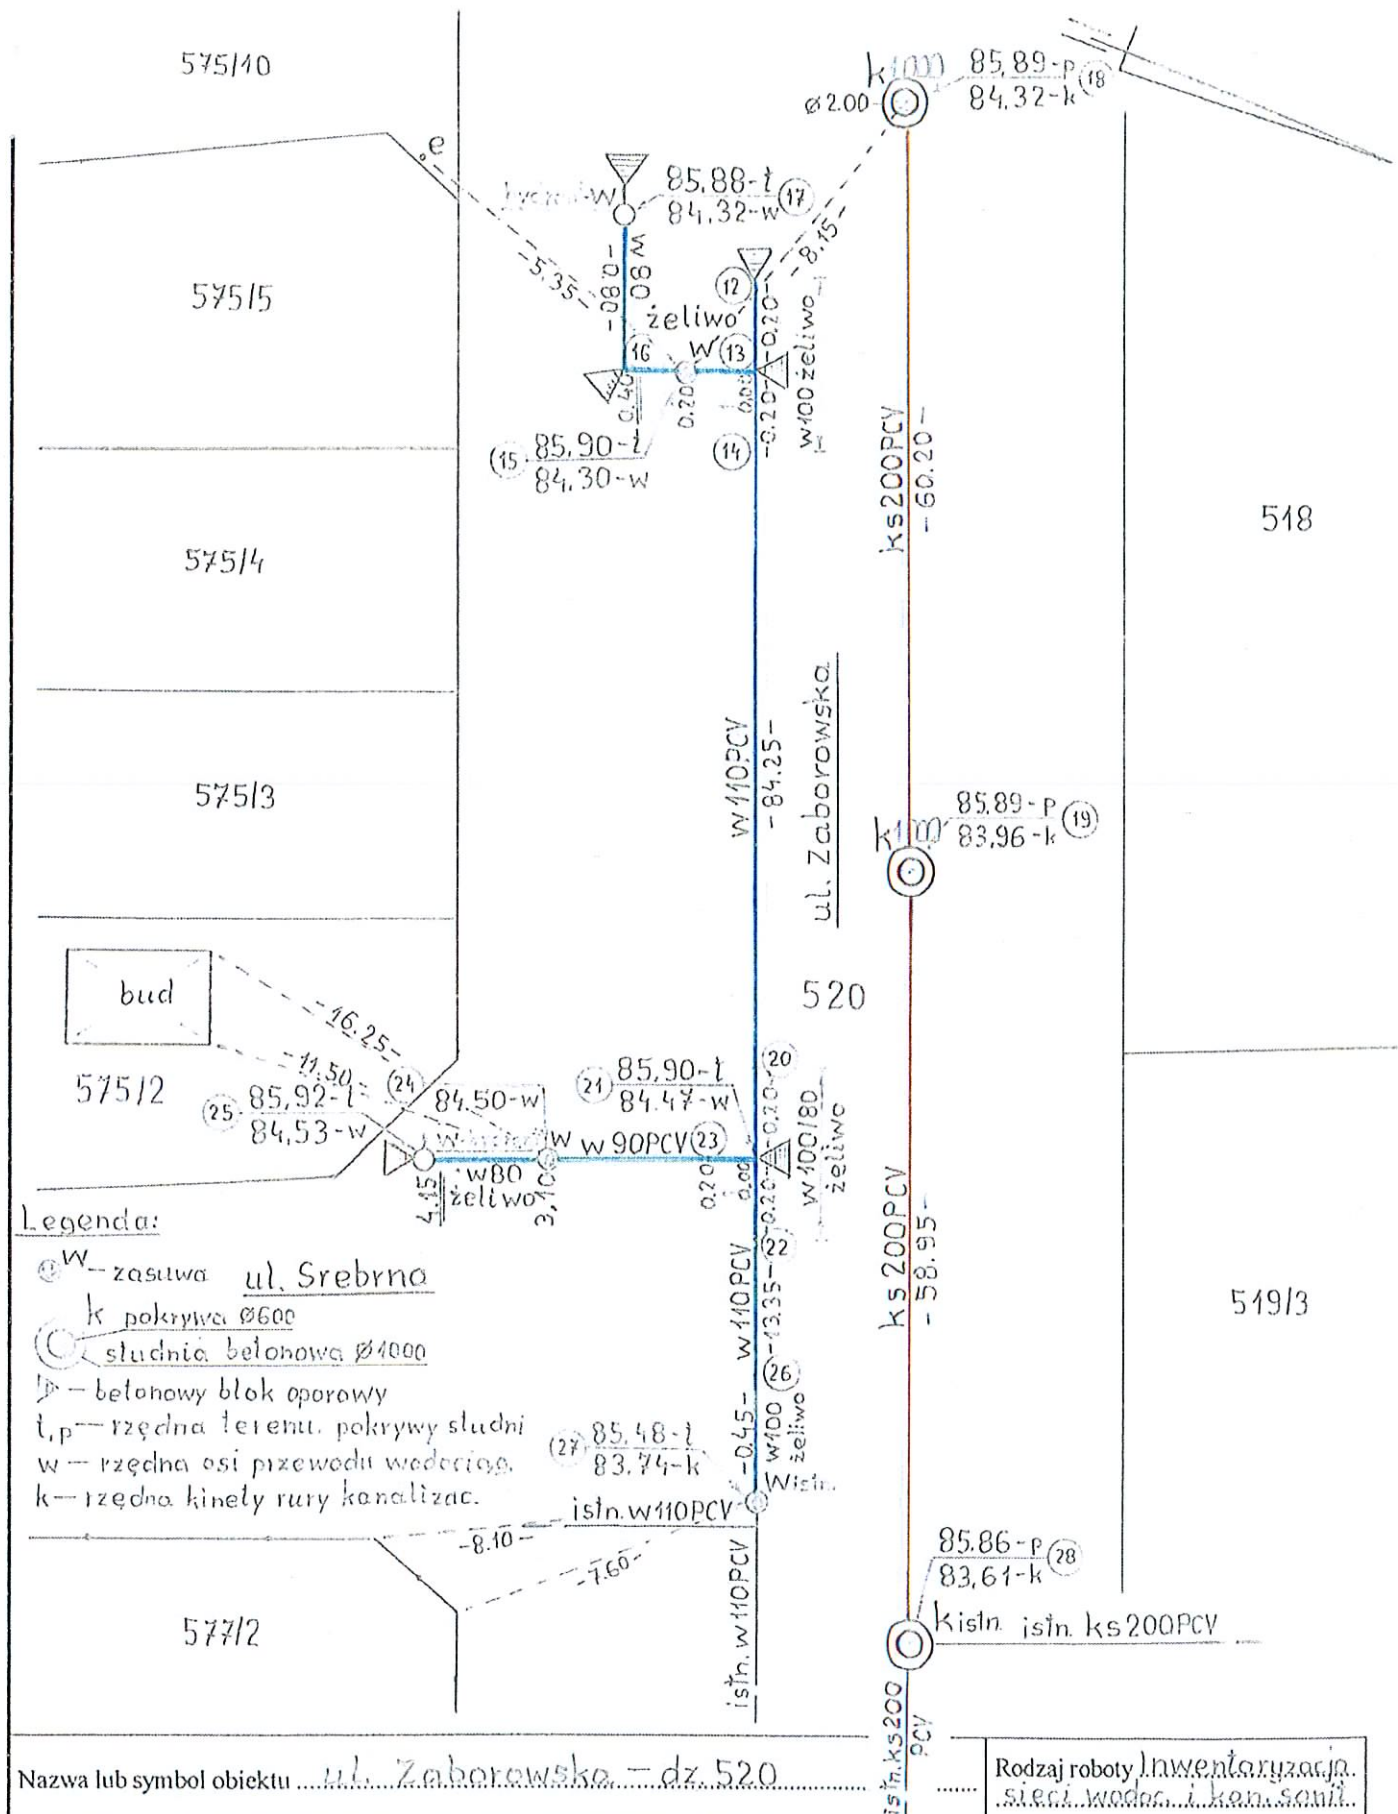 575/10
k1000
85,89-p
84,32-k
18
ø2.00
e
W
85,88-t
84,32-w
17
-8,15-
575/5
-5.35-
-0.80-
W 80
12
-0.20-
żeliwo
16
W
13
w100 żeliwo
0.40
0.20
0,00
-0.20-
15
85,90-t
84.30-w
14
ks200PCV
-60.20-
518
575/4
W110PCV
-84.25-
ul. Zaborowska
575/3
k1000
85,89-p
83,96-k
19
bud
520
-16.25-
-11.50-
575/2
24
25
85,92-t
84,53-w
84.50-w
21
85,90-t
84.47-w
20
-0.20-
W100/80
żeliwo
W
w 90PCV
23
w80
żeliwo
4.15
3,10
0.20
0,00
-0.20-
22
Legenda:
W - zasuwa
ul. Srebrna
k pokrywa Ø600
studnia betonowa Ø1000
- betonowy blok oporowy
t,p - rzędna terenu, pokrywy studni
w - rzędna osi przewodu wodociąg.
k - rzędna kinety rury kanalizac.
W110PCV
-13.35-
26
-0.45-
W100
żeliwo
27
85,48-t
83.74-k
Wistn.
istn. w110PCV
ks 200PCV
-58.95-
519/3
-8.10-
-7.60-
istn. w110PCV
577/2
85.86-p
83,61-k
28
kistn.
istn. ks200PCV
istn. ks200
PCV
Nazwa lub symbol obiektu ul. Zaborowska - dz. 520
Rodzaj roboty Inwentaryzacja
sieci wodoc. i kan. sanit.